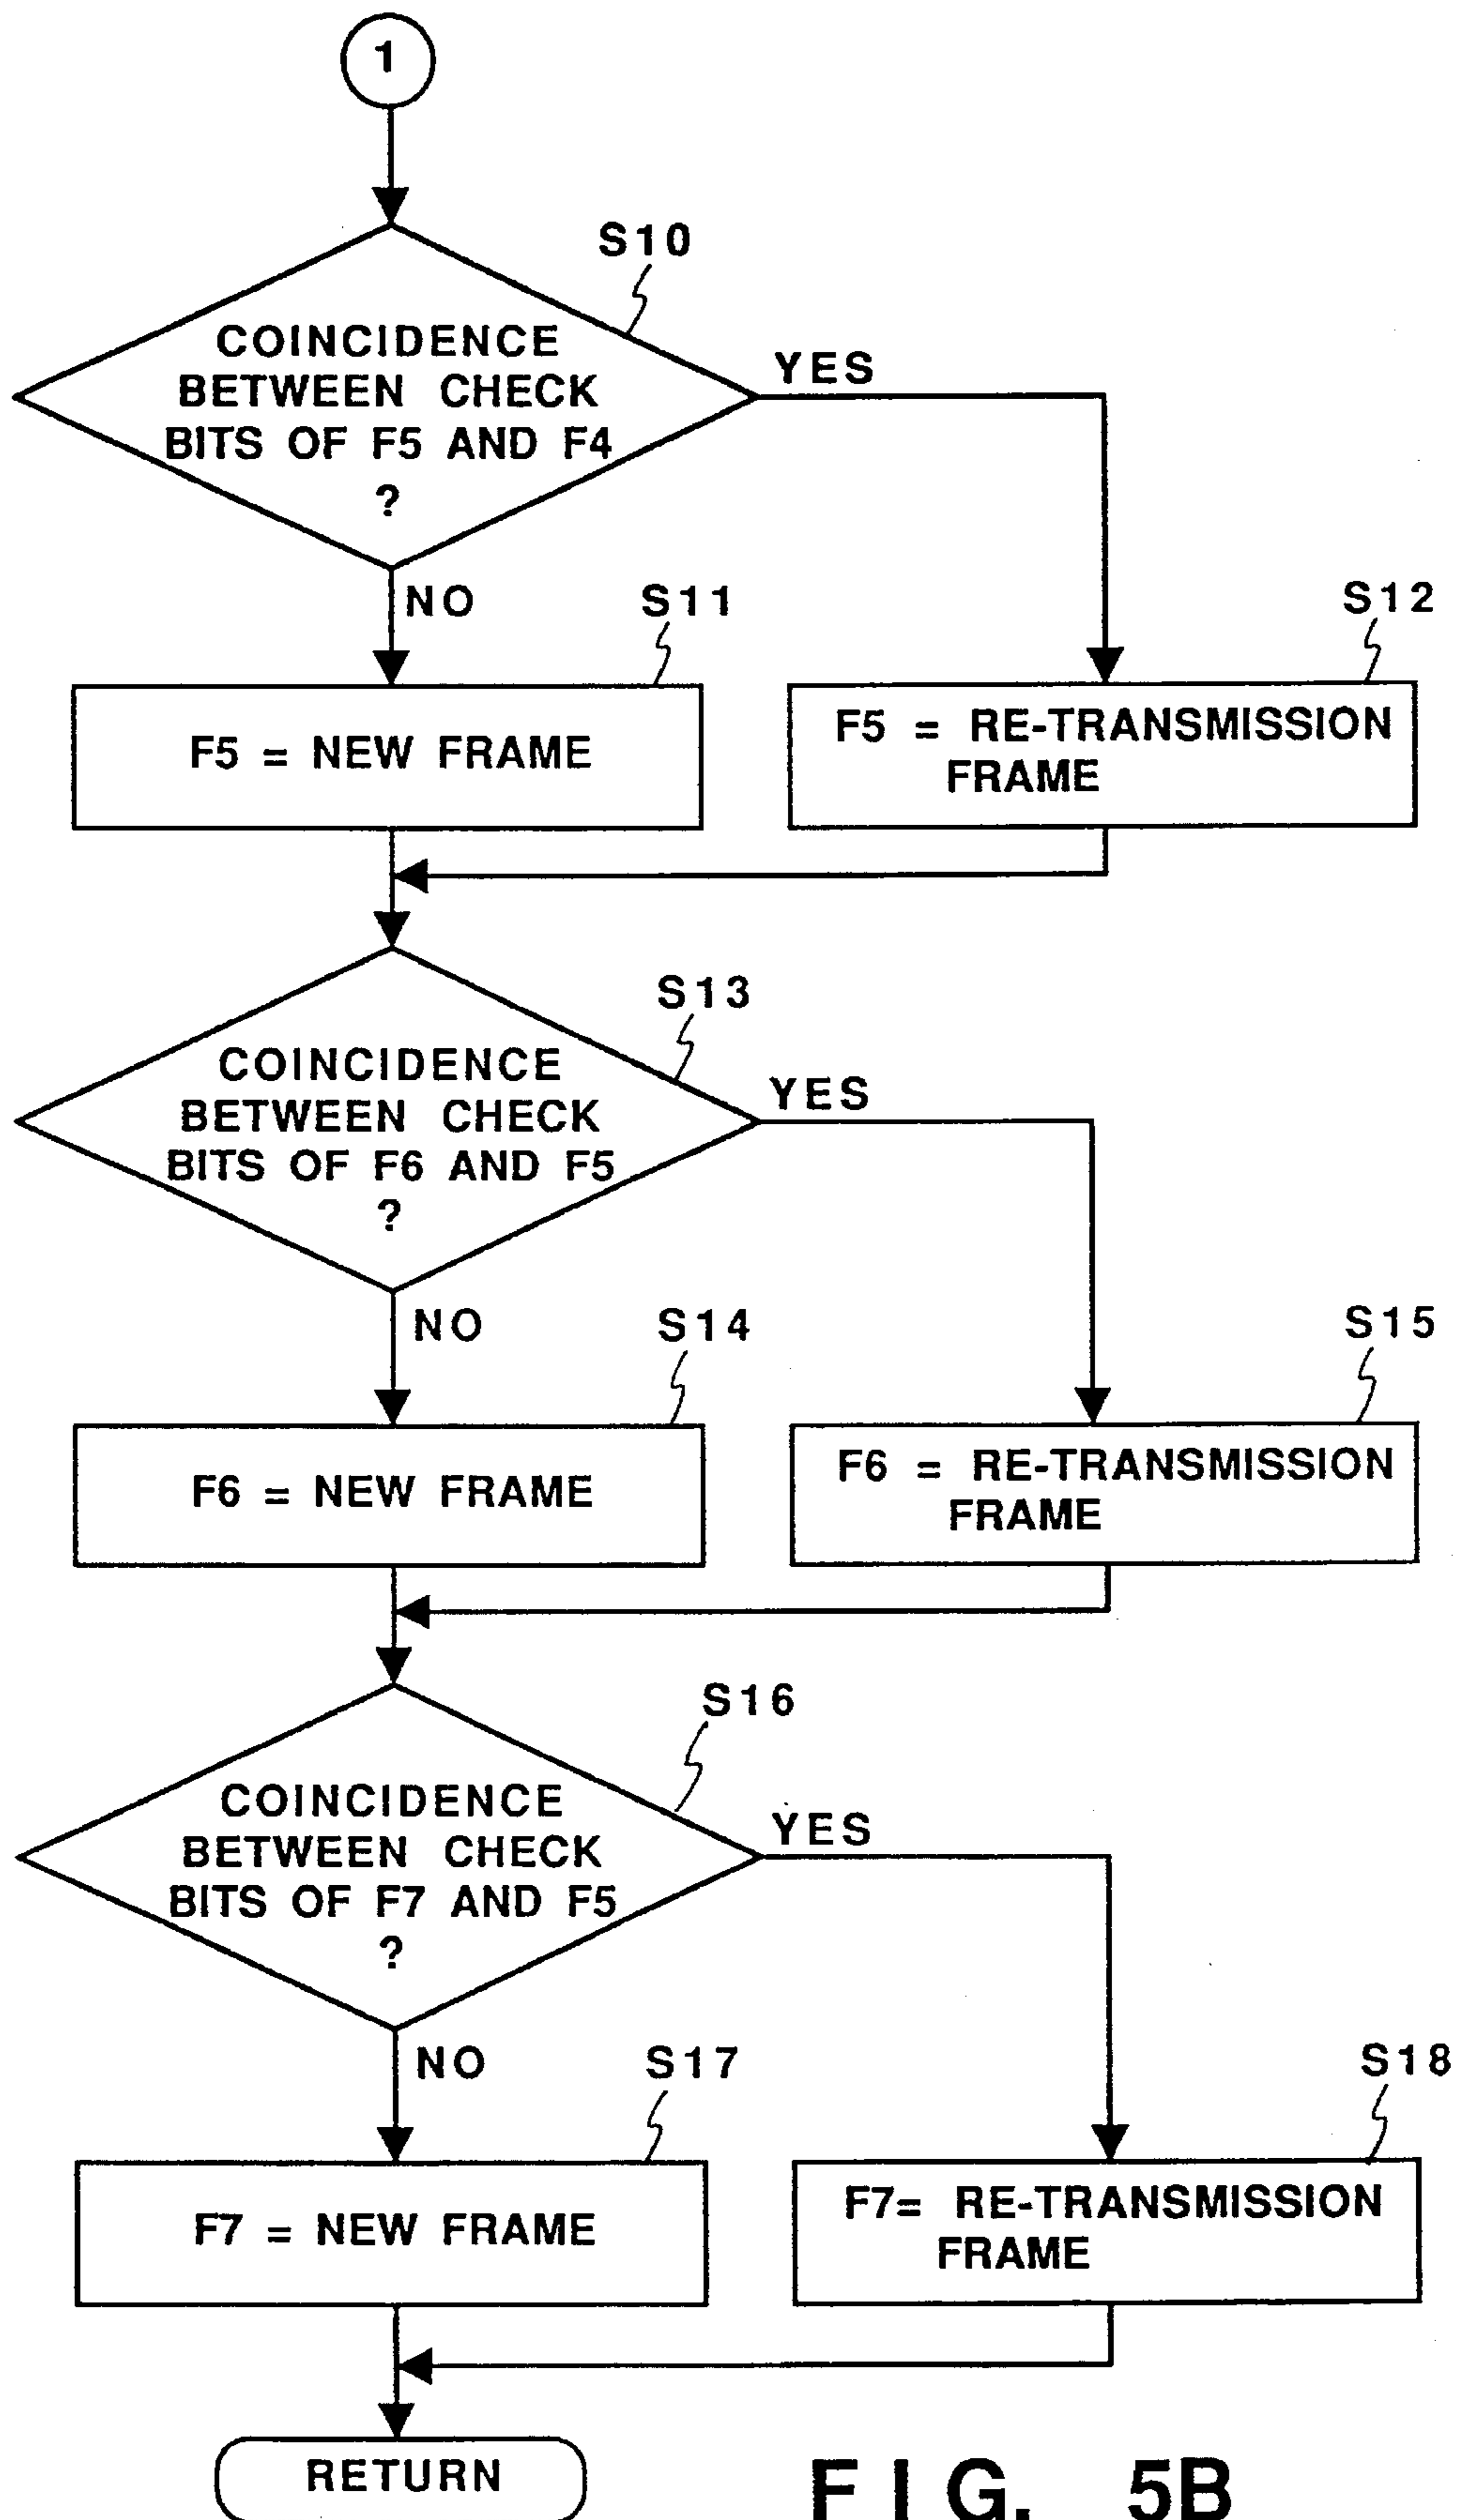 1
S10
COINCIDENCE
BETWEEN CHECK
BITS OF F5 AND F4
?
YES
NO
S11
S12
F5 = NEW FRAME
F5 = RE-TRANSMISSION
FRAME
S13
COINCIDENCE
BETWEEN CHECK
BITS OF F6 AND F5
?
YES
NO
S14
S15
F6 = NEW FRAME
F6 = RE-TRANSMISSION
FRAME
S16
COINCIDENCE
BETWEEN CHECK
BITS OF F7 AND F5
?
YES
NO
S17
S18
F7 = NEW FRAME
F7= RE-TRANSMISSION
FRAME
RETURN
FIG. 5B